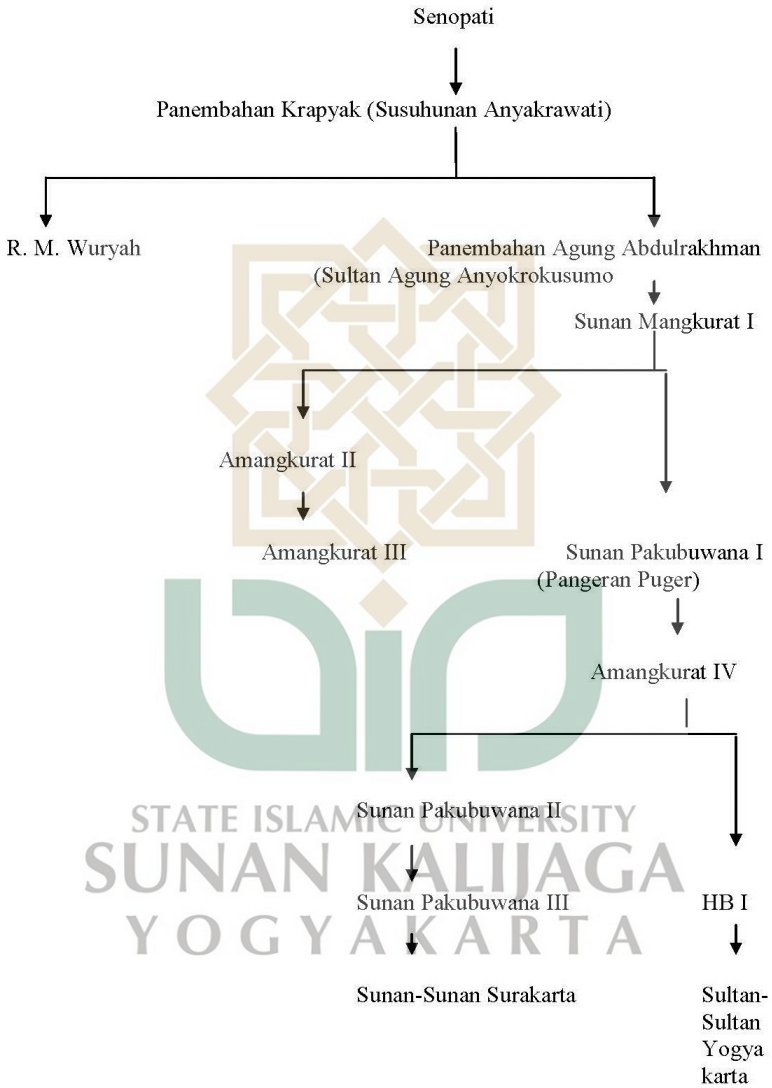 Senopati
Panembahan Krapyak (Susuhunan Anyakrawati)
R. M. Wuryah
Panembahan Agung Abdulrakhman
(Sultan Agung Anyokrokusumo
Sunan Mangkurat I
Amangkurat II
Amangkurat III
Sunan Pakubuwana I
(Pangeran Puger)
Amangkurat IV
Sunan Pakubuwana II
STATE ISLAMIC UNIVERSITY
SUNAN KALIJAGA
Sunan Pakubuwana III
HB I
YOGYAKARTA
Sunan-Sunan Surakarta
Sultan-
Sultan
Yogya
karta